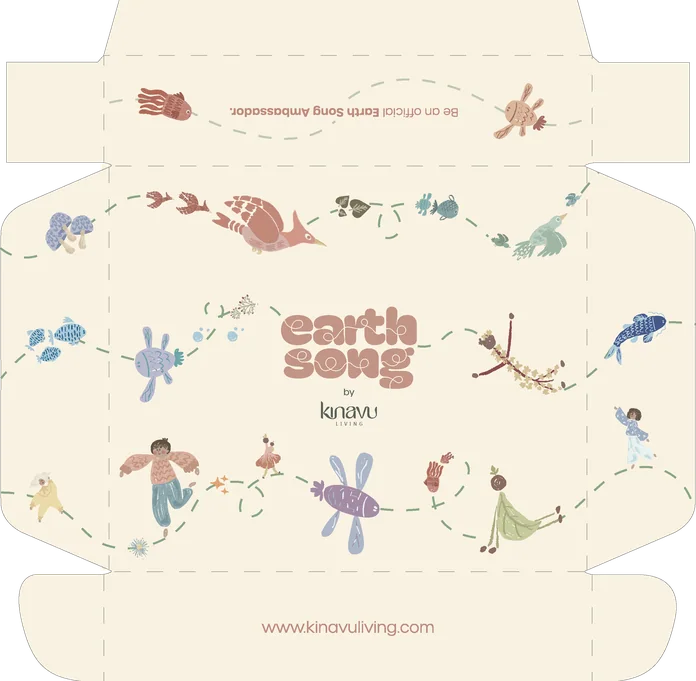 Be an official Earth Song Ambassador.
earth
song
by
kinavu
LIVING
www.kinavuliving.com